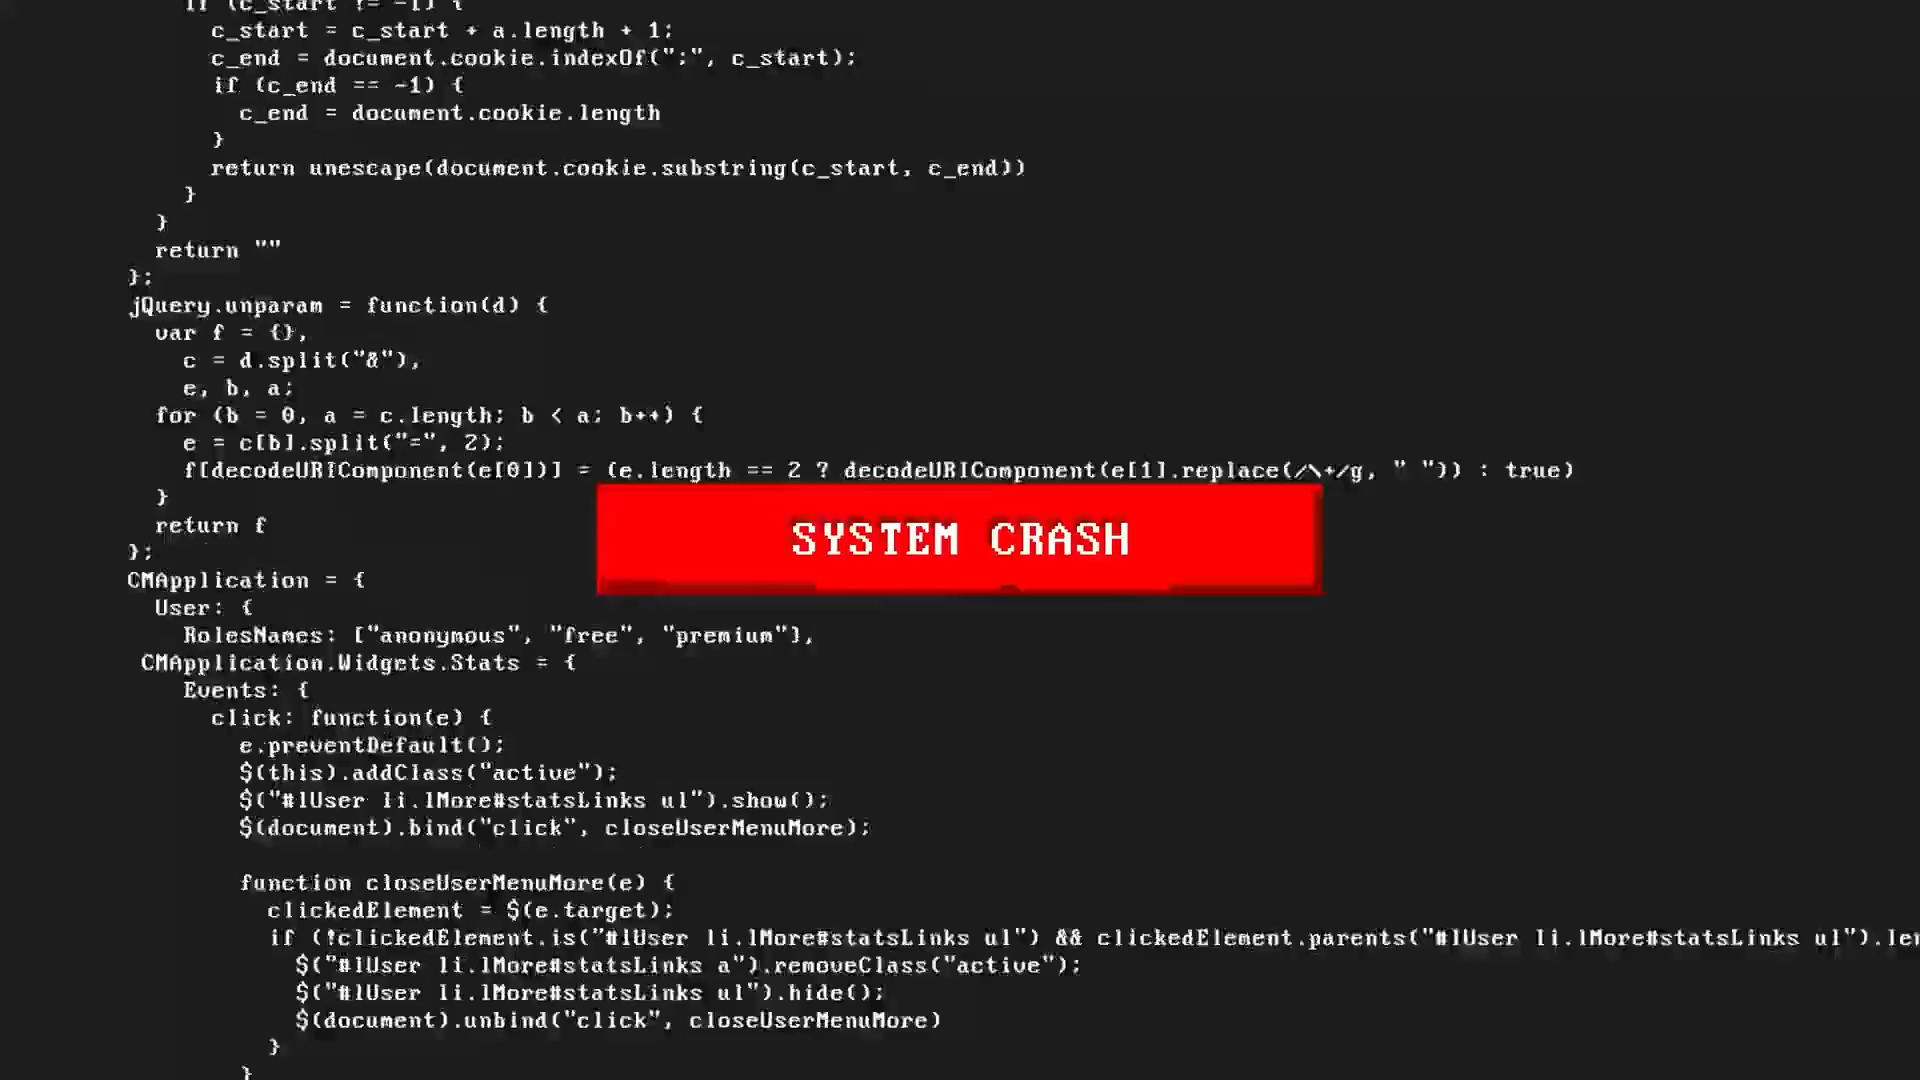 if (c_start != -1) {
c_start = c_start + a.length + 1;
c_end = document.cookie.indexOf(";", c_start);
if (c_end == -1) {
c_end = document.cookie.length
}
return unescape(document.cookie.substring(c_start, c_end))
}
}
return ""
};
jQuery.unparam = function(d) {
var f = {},
c = d.split("&"),
e, b, a;
for (b = 0, a = c.length; b < a; b++) {
e = c[b].split("=", 2);
f[decodeURIComponent(e[0])] = (e.length == 2 ? decodeURIComponent(e[1].replace(/\+/g, " ")) : true)
}
return f
SYSTEM CRASH
};
CMApplication = {
User: {
RolesNames: ["anonymous", "free", "premium"],
CMApplication.Widgets.Stats = {
Events: {
click: function(e) {
e.preventDefault();
$(this).addClass("active");
$("#lUser li.lMore#statsLinks ul").show();
$(document).bind("click", closeUserMenuMore);
function closeUserMenuMore(e) {
clickedElement = $(e.target);
if (!clickedElement.is("#lUser li.lMore#statsLinks ul") && clickedElement.parents("#lUser li.lMore#statsLinks ul").len
$("#lUser li.lMore#statsLinks a").removeClass("active");
$("#lUser li.lMore#statsLinks ul").hide();
$(document).unbind("click", closeUserMenuMore)
}
}